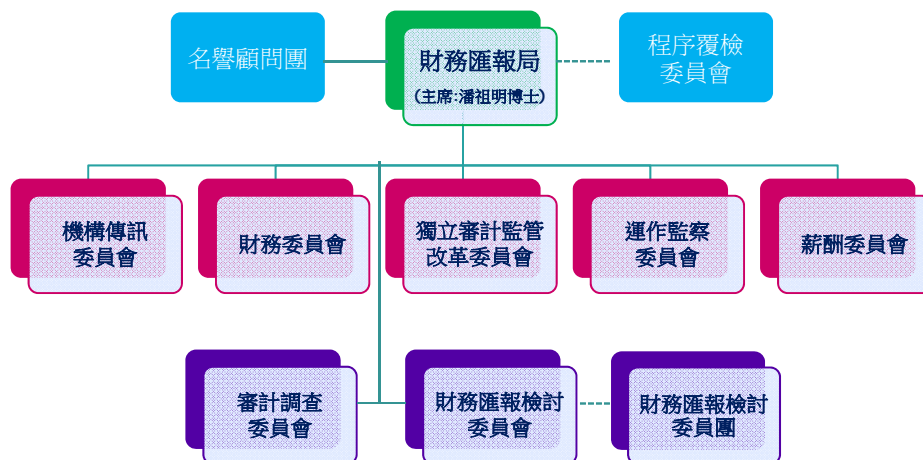 名譽顧問團
財務匯報局
(主席:潘祖明博士)
程序覆檢
委員會
機構傳訊
委員會
財務委員會
獨立審計監管
改革委員會
運作監察
委員會
薪酬委員會
審計調查
委員會
財務匯報檢討
委員會
財務匯報檢討
委員團